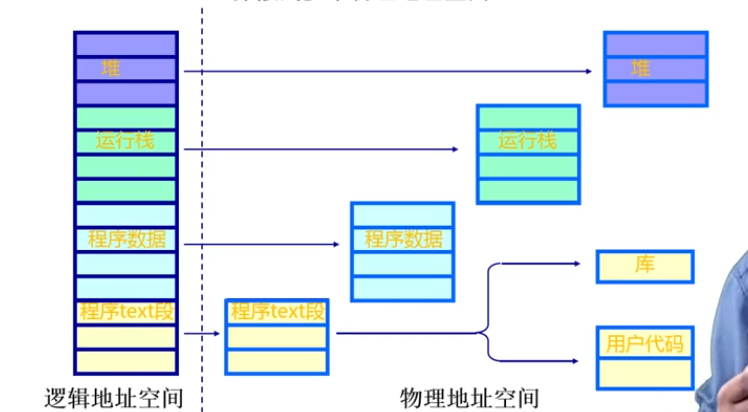 堆
堆
运行栈
运行栈
程序数据
程序数据
库
程序text段
程序text段
用户代码
逻辑地址空间
物理地址空间